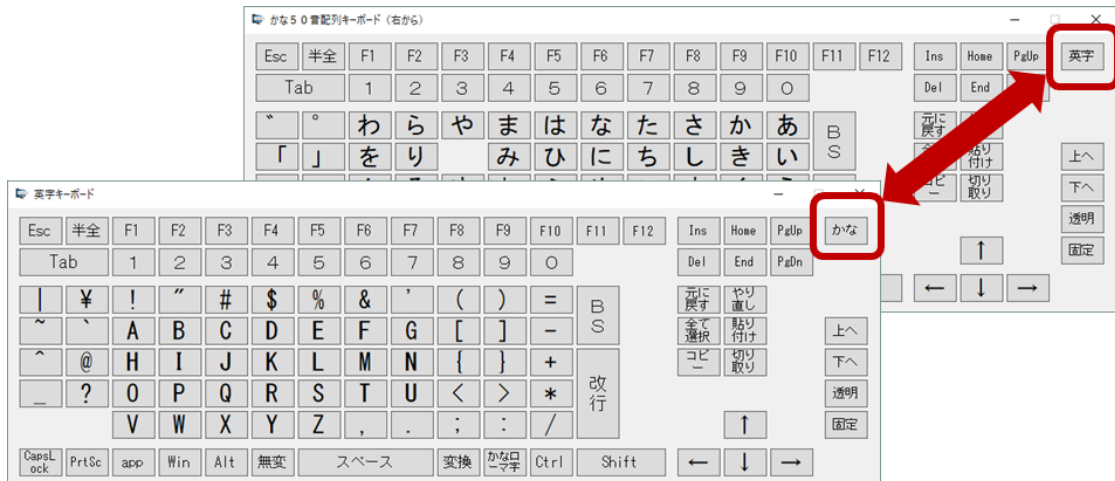 かな５０音配列キーボード（右から）
Esc 半全 F1 F2 F3 F4 F5 F6 F7 F8 F9 F10 F11 F12 Ins Home PgUp 英字
Tab 1 2 3 4 5 6 7 8 9 0 Del End
゛ ゜ わ ら や ま は な た さ か あ BS 元に戻す
「 」 を り み ひ に ち し き い 貼り付け 上へ
切り取り 下へ
透明
↑ 固定
← ↓ →
英字キーボード
Esc 半全 F1 F2 F3 F4 F5 F6 F7 F8 F9 F10 F11 F12 Ins Home PgUp かな
Tab 1 2 3 4 5 6 7 8 9 0 Del End PgDn
| ¥ ! ″ # $ % & ' ( ) = BS 元に戻す やり直し
~ ` A B C D E F G [ ] - 全て選択 貼り付け 上へ
^ @ H I J K L M N { } + 改行 コピー 切り取り 下へ
_ ? O P Q R S T U < > * 透明
V W X Y Z , . ; : / ↑ 固定
CapsLock PrtSc app Win Alt 無変 スペース 変換 かなローマ字 Ctrl Shift ← ↓ →